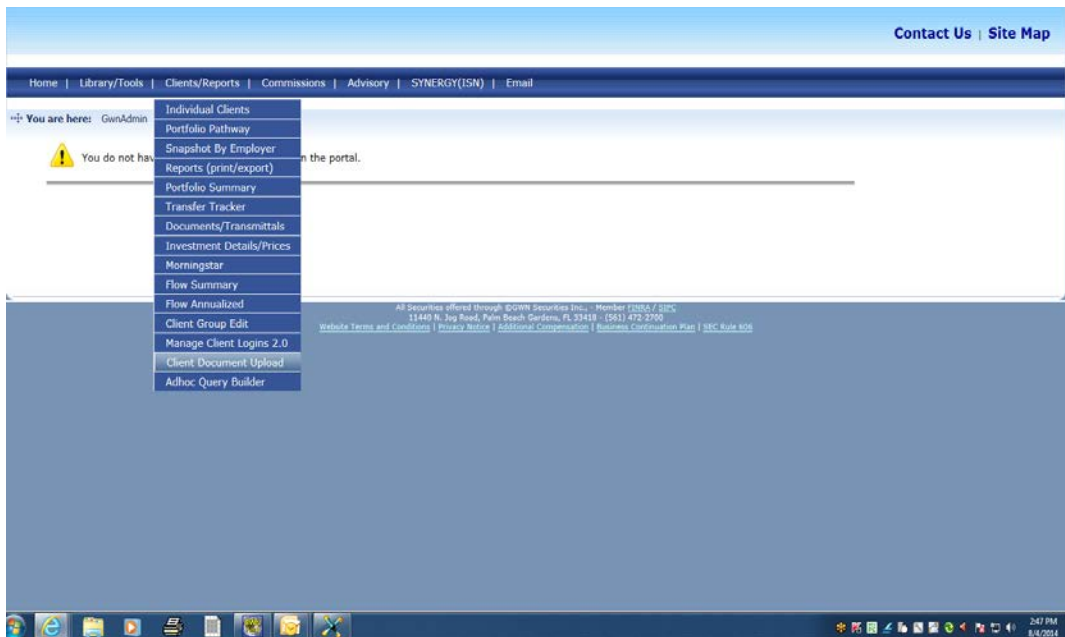 Contact Us | Site Map
Home | Library/Tools | Clients/Reports | Commissions | Advisory | SYNERGY(ISN) | Email
You are here: GwnAdmin
Individual Clients
Portfolio Pathway
Snapshot By Employer
You do not hav n the portal.
Reports (print/export)
Portfolio Summary
Transfer Tracker
Documents/Transmittals
Investment Details/Prices
Morningstar
Flow Summary
Flow Annualized
Client Group Edit
Manage Client Logins 2.0
Client Document Upload
Adhoc Query Builder
All Securities offered through ©GWN Securities Inc., - Member FINRA / SIPC
11440 N. Jog Road, Palm Beach Gardens, FL 33418 - (561) 472-2700
Website Terms and Conditions | Privacy Notice | Additional Compensation | Business Continuation Plan | SEC Rule 606
2:47 PM
8/4/2014